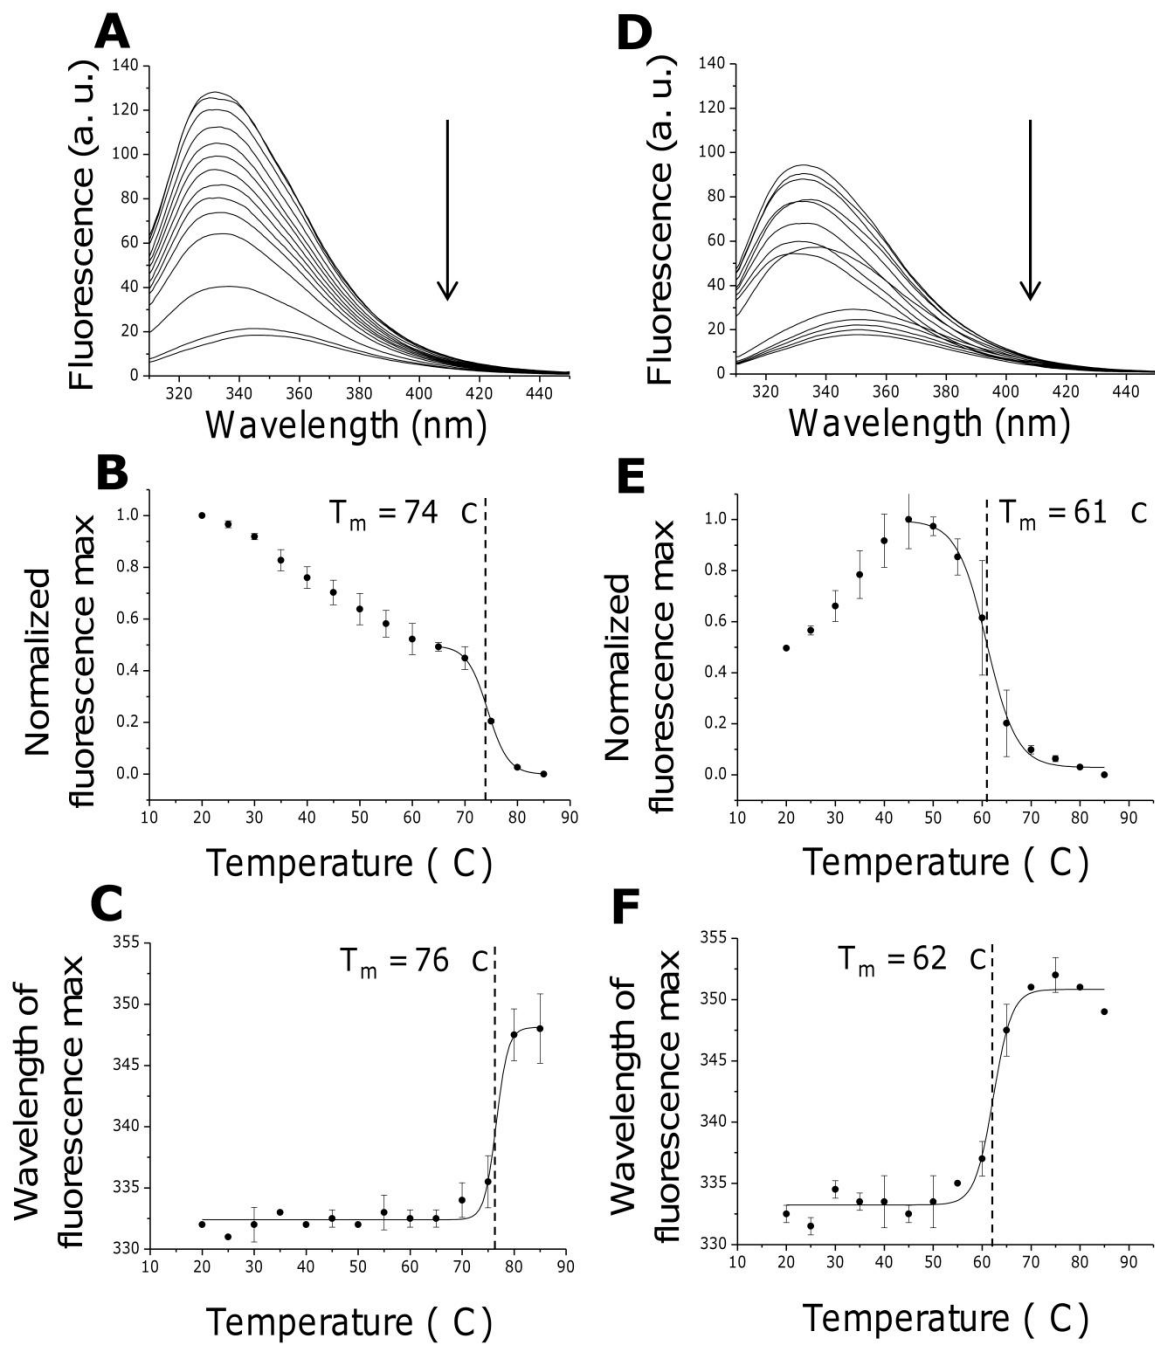 A
Fluorescence (a. u.)
140
120
100
80
60
40
20
0
320 340 360 380 400 420 440
Wavelength (nm)
D
Fluorescence (a. u.)
140
120
100
80
60
40
20
0
320 340 360 380 400 420 440
Wavelength (nm)
B
Normalized
fluorescence max
1.0
0.8
0.6
0.4
0.2
0.0
Tm = 74 C
10 20 30 40 50 60 70 80 90
Temperature ( C)
E
Normalized
fluorescence max
1.0
0.8
0.6
0.4
0.2
0.0
Tm = 61 C
10 20 30 40 50 60 70 80 90
Temperature ( C)
C
Wavelength of
fluorescence max
355
350
345
340
335
330
Tm = 76 C
10 20 30 40 50 60 70 80 90
Temperature ( C)
F
Wavelength of
fluorescence max
355
350
345
340
335
330
Tm = 62 C
10 20 30 40 50 60 70 80 90
Temperature ( C)